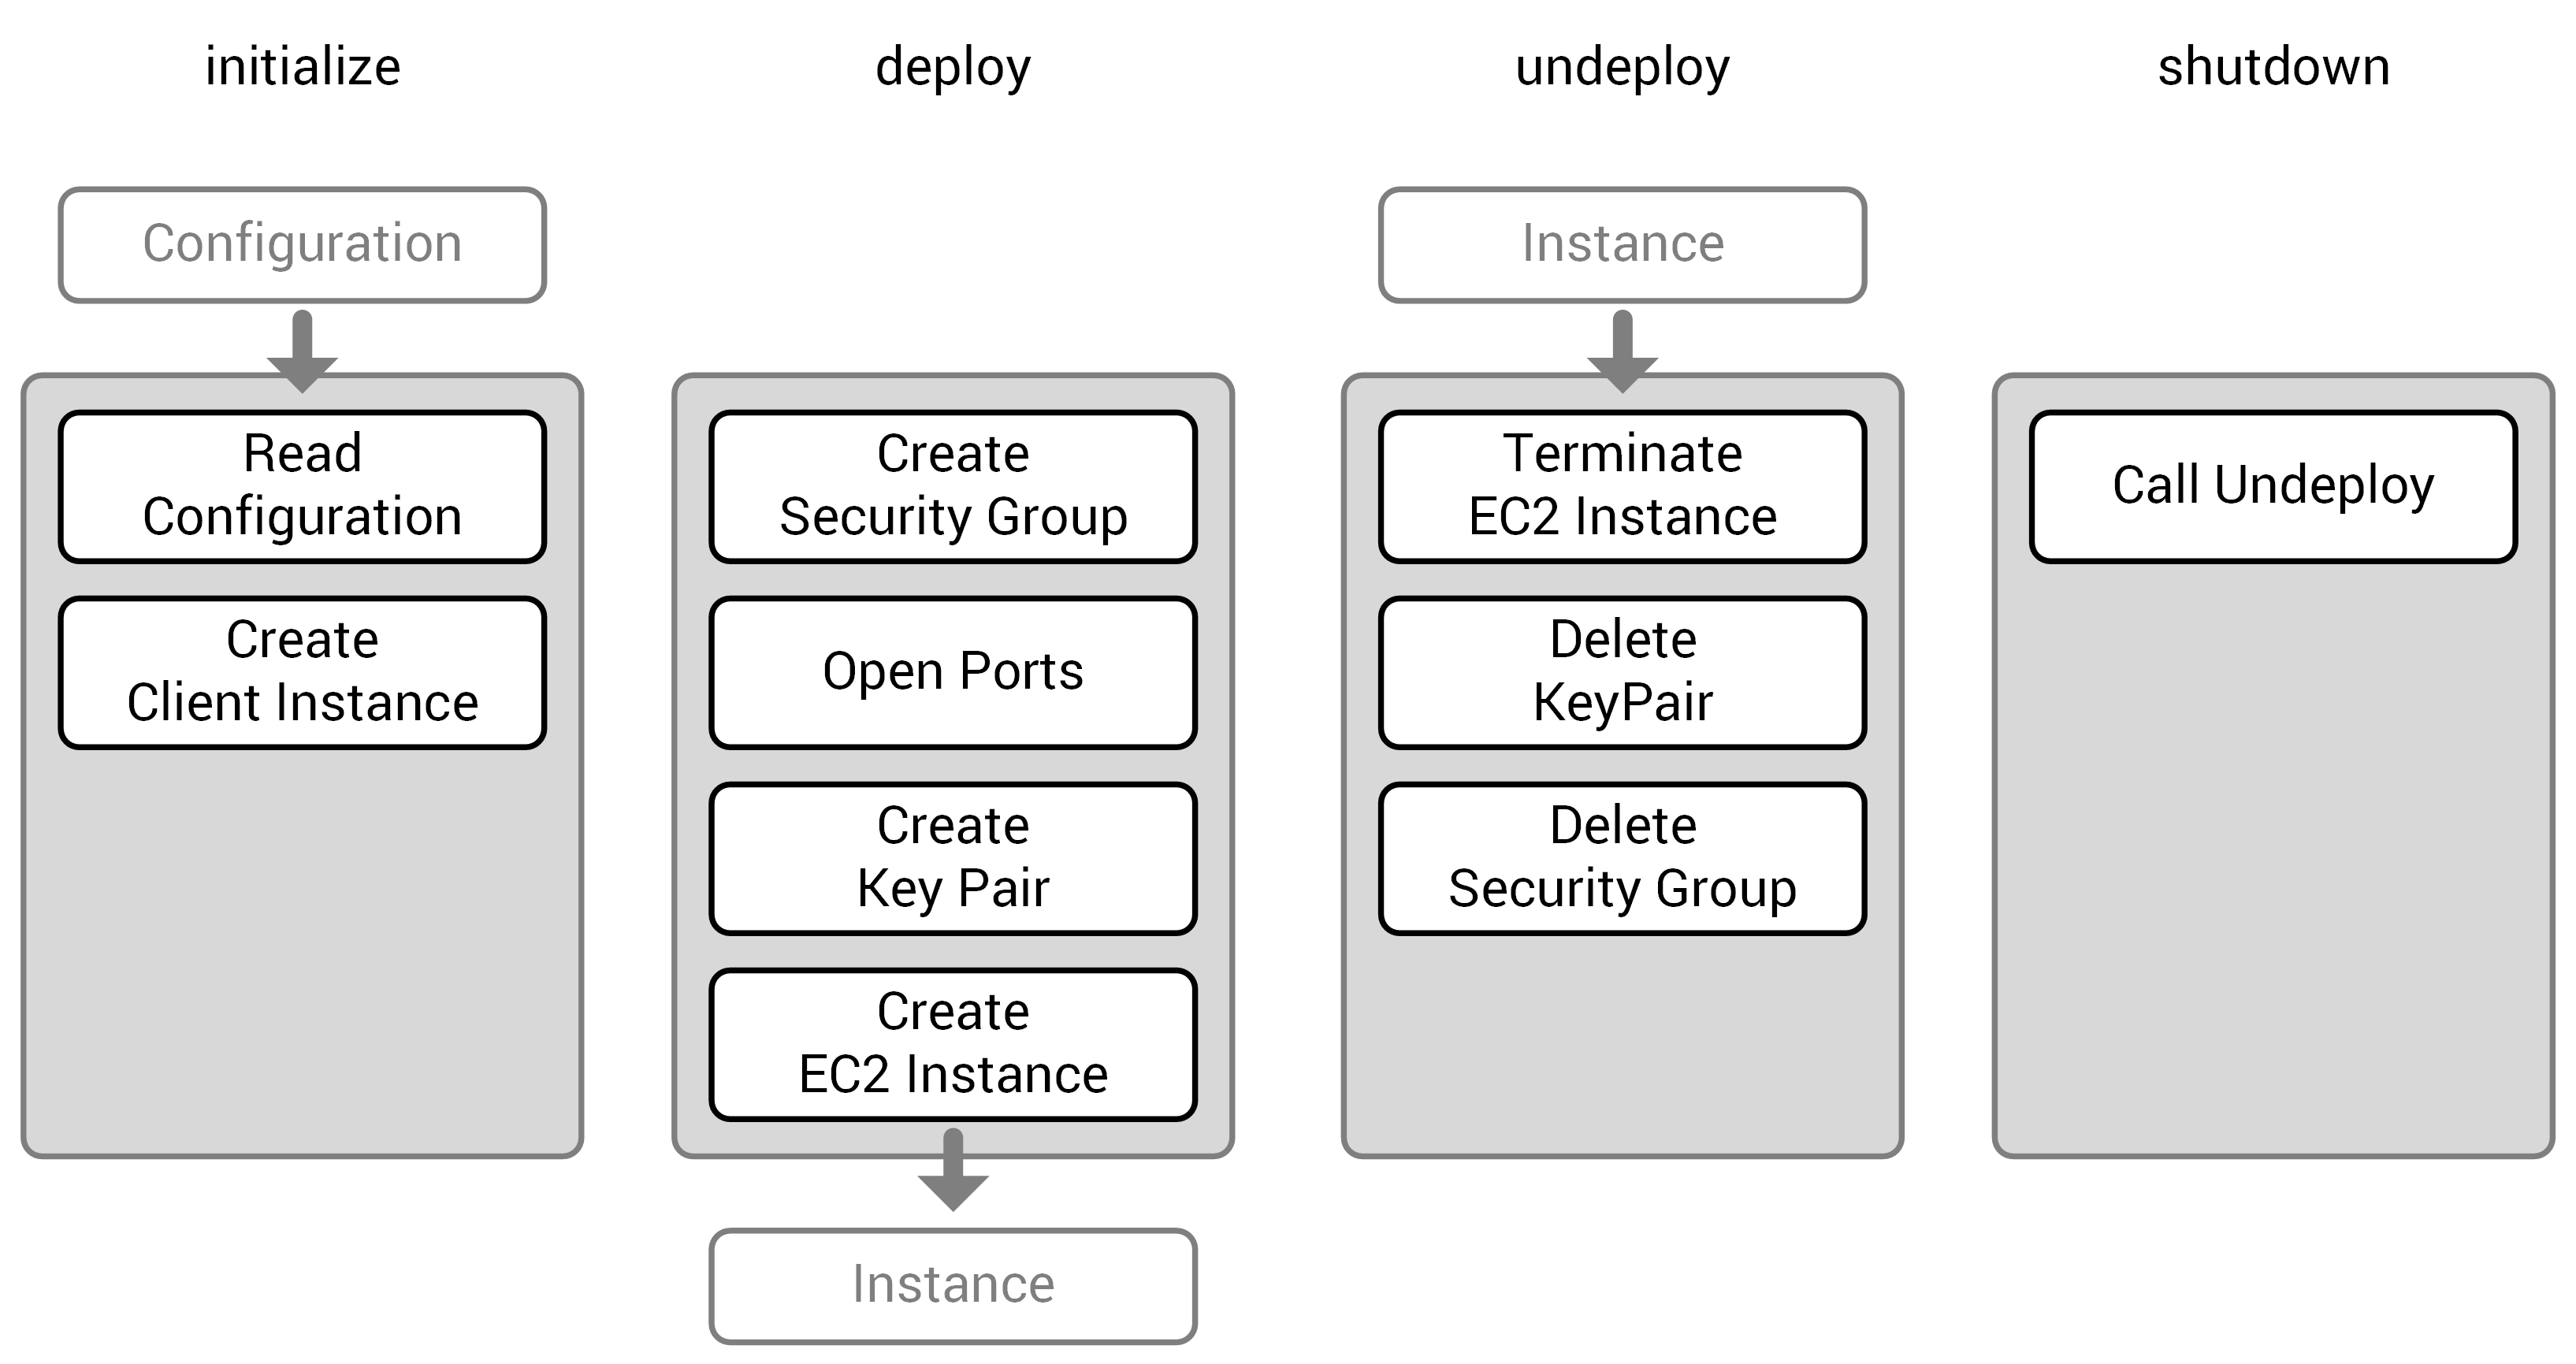 initialize
deploy
undeploy
shutdown
Configuration
Instance
Read
Configuration
Create
Client Instance
Create
Security Group
Open Ports
Create
Key Pair
Create
EC2 Instance
Instance
Terminate
EC2 Instance
Delete
KeyPair
Delete
Security Group
Call Undeploy